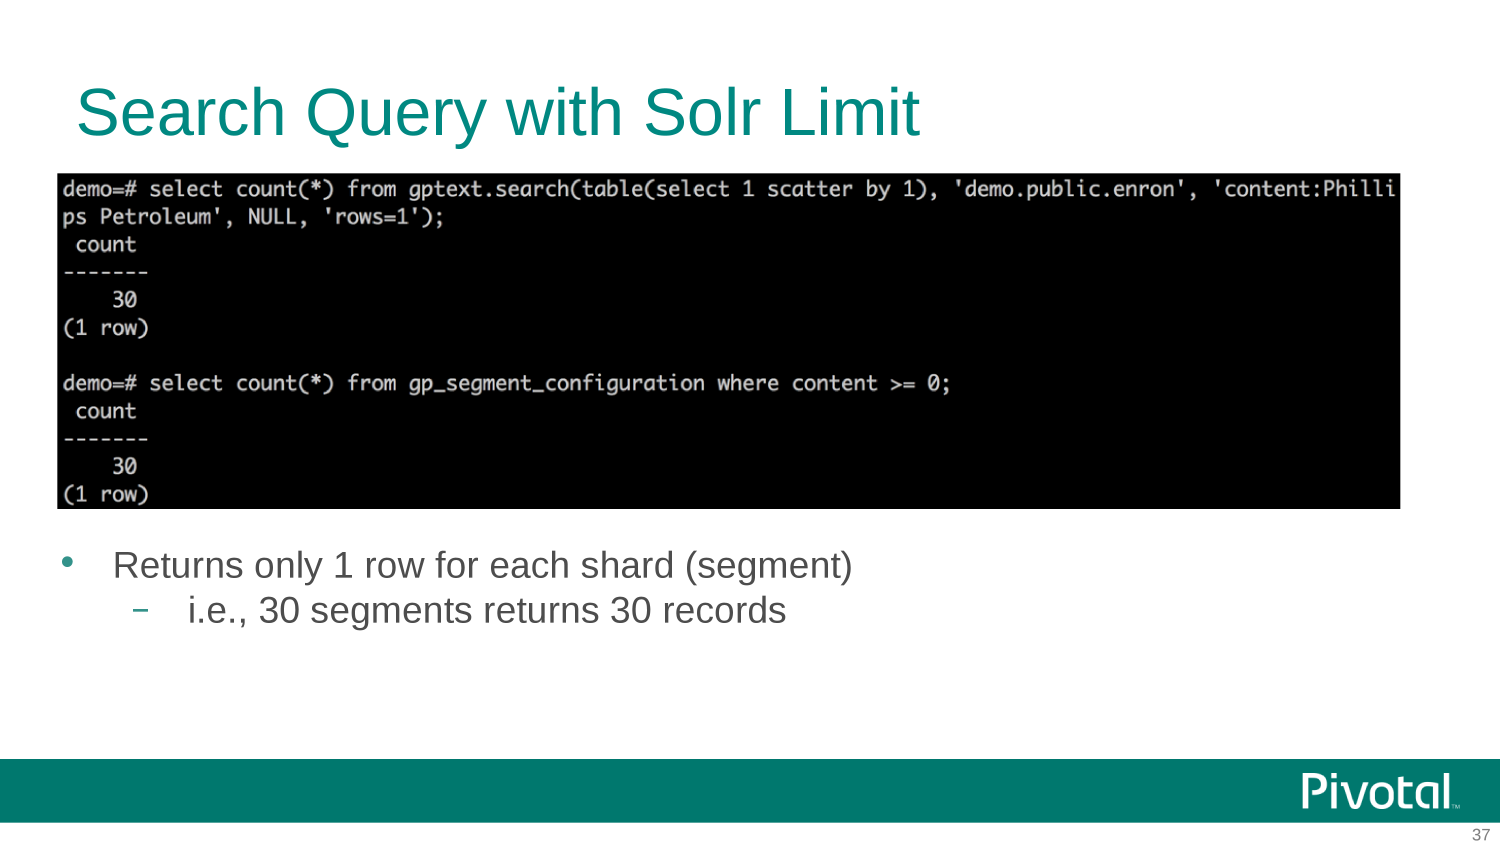 Search Query with Solr Limit
demo=# select count(*) from gptext.search(table(select 1 scatter by 1), 'demo.public.enron', 'content:Philli
ps Petroleum', NULL, 'rows=1');
count
-------
30
(1 row)
demo=# select count(*) from gp_segment_configuration where content >= 0;
count
-------
30
(1 row)
• Returns only 1 row for each shard (segment)
– i.e., 30 segments returns 30 records
Pivotal™
37